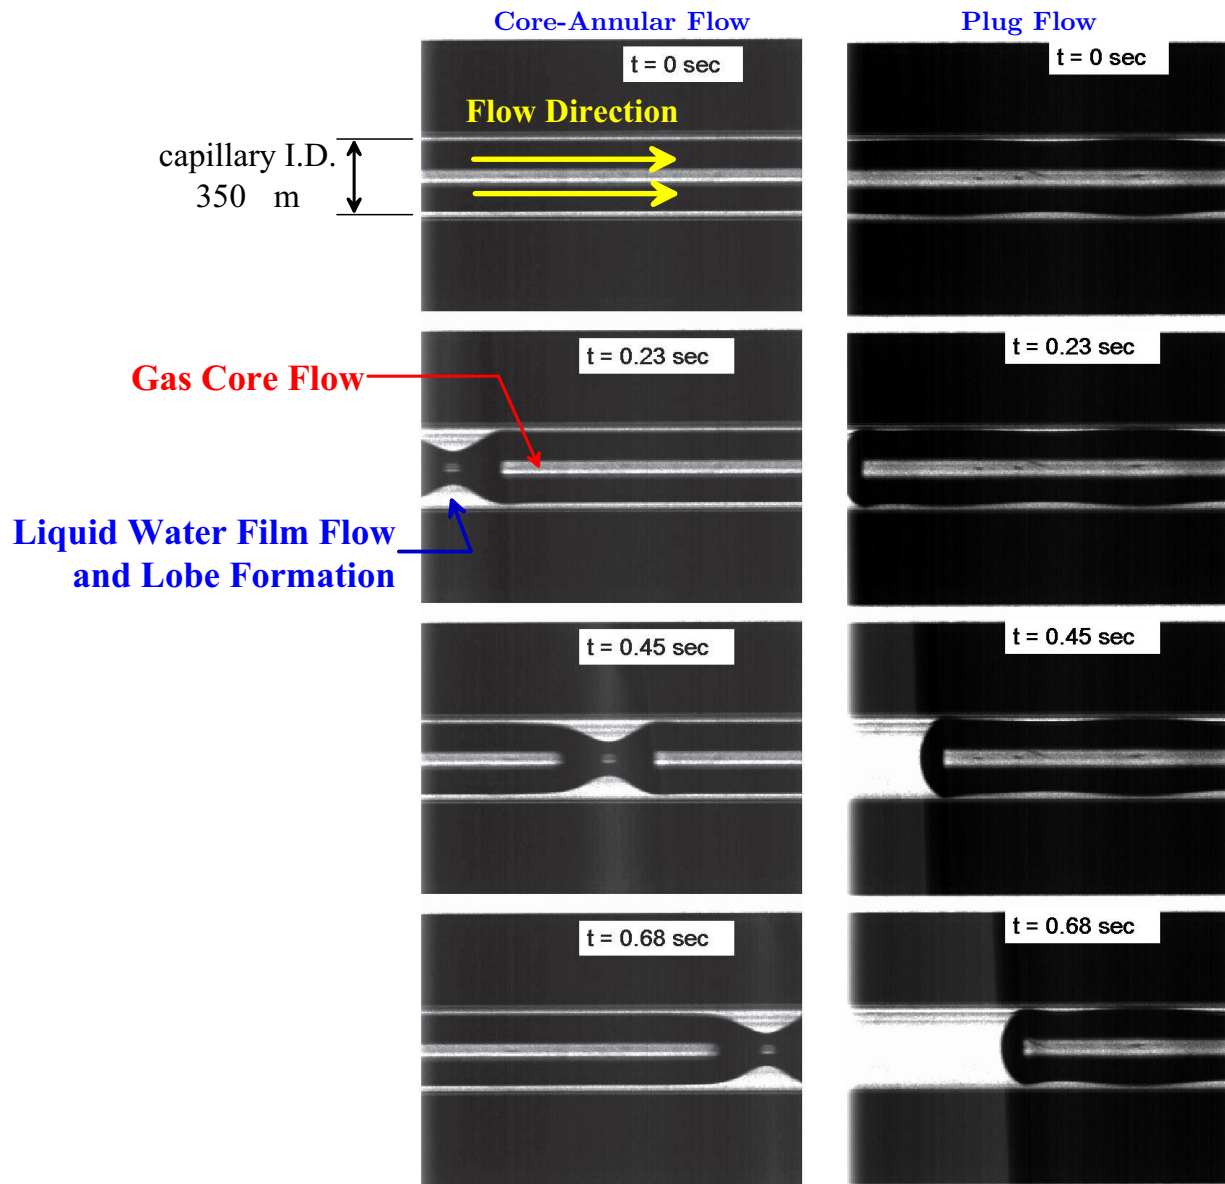 Core-Annular Flow
Plug Flow
t = 0 sec
t = 0 sec
Flow Direction
capillary I.D.
350 m
t = 0.23 sec
t = 0.23 sec
Gas Core Flow
Liquid Water Film Flow
and Lobe Formation
t = 0.45 sec
t = 0.45 sec
t = 0.68 sec
t = 0.68 sec